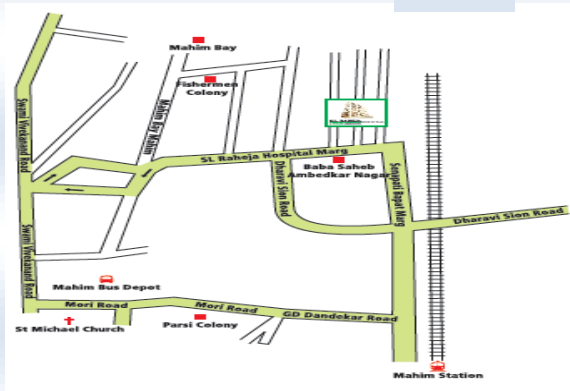 Mahim Bay
Fishermen
Colony
Mahim Bay Mahim
Swami Vivekanand Road
SL Raheja Hospital Marg
Baba Saheb
Ambedkar Nagar
Dharavi Sion Road
Senapati Bapat Marg
Dharavi Sion Road
Swami Vivekanand Road
Mahim Bus Depot
Mori Road
Mori Road
GD Dandekar Road
St Michael Church
Parsi Colony
Mahim Station